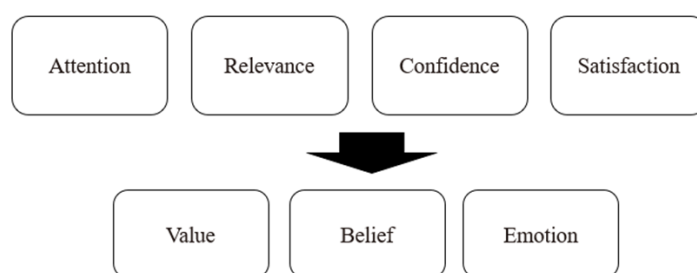 Attention
Relevance
Confidence
Satisfaction
Value
Belief
Emotion